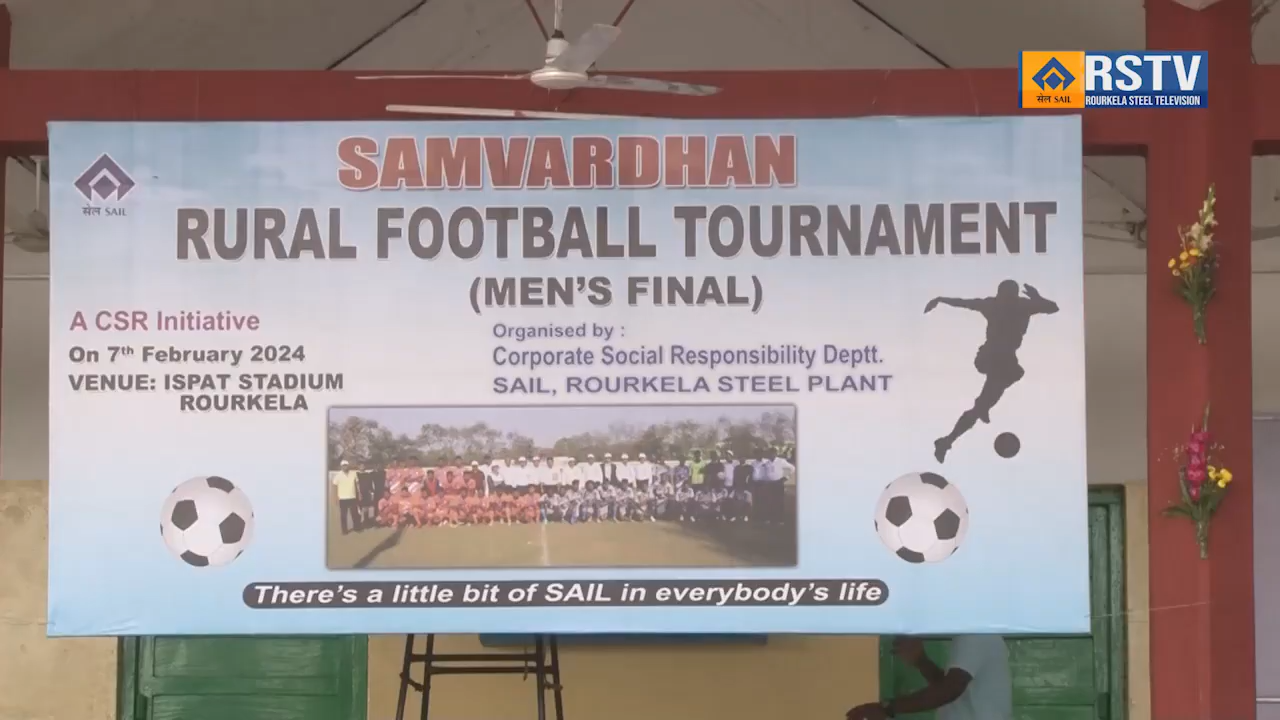 सेल SAIL
RSTV
ROURKELA STEEL TELEVISION
सेल SAIL
SAMVARDHAN
RURAL FOOTBALL TOURNAMENT
(MEN'S FINAL)
A CSR Initiative
On 7th February 2024
VENUE: ISPAT STADIUM
ROURKELA
Organised by :
Corporate Social Responsibility Deptt.
SAIL, ROURKELA STEEL PLANT
There's a little bit of SAIL in everybody's life